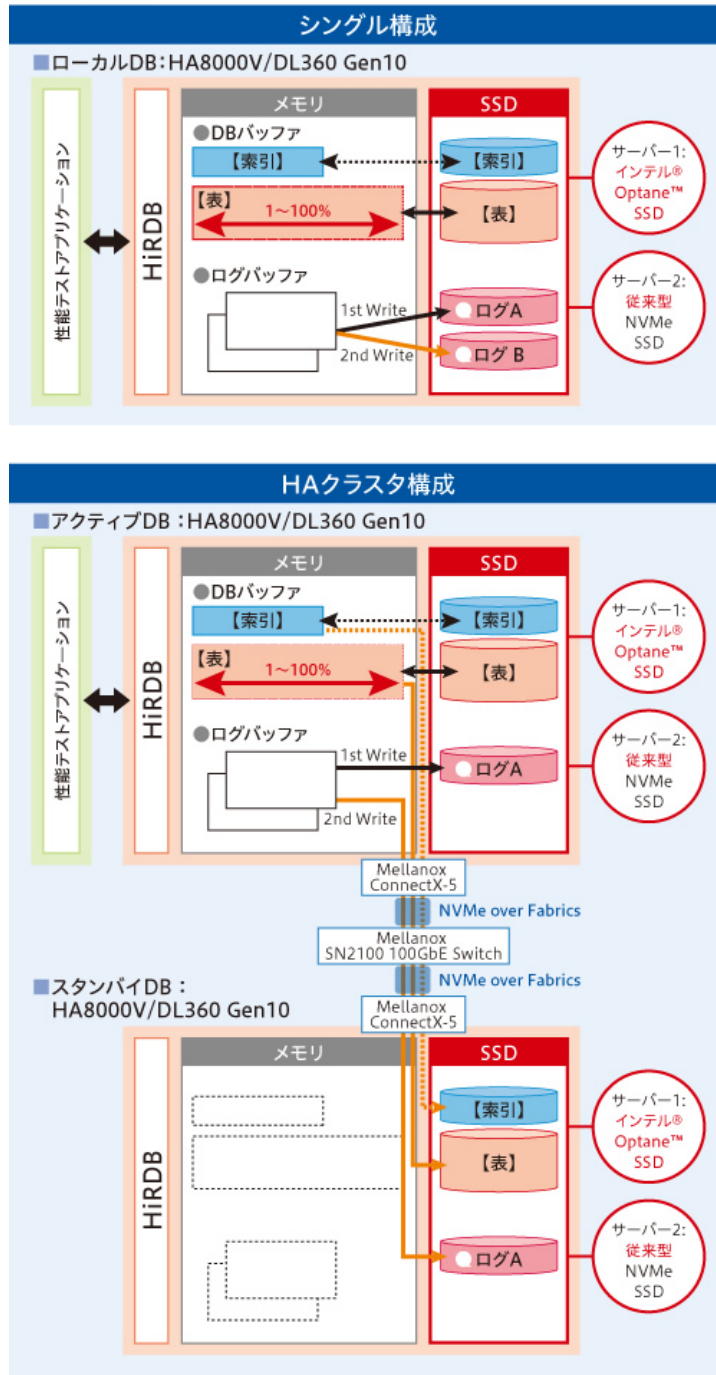 シングル構成
■ローカルDB：HA8000V/DL360 Gen10
性能テストアプリケーション
HiRDB
メモリ
SSD
●DBバッファ
【索引】
【索引】
【表】
1〜100%
【表】
●ログバッファ
1st Write
2nd Write
ログA
ログ B
サーバー1:
インテル®
Optane™
SSD
サーバー2:
従来型
NVMe
SSD
HAクラスタ構成
■アクティブDB：HA8000V/DL360 Gen10
性能テストアプリケーション
HiRDB
メモリ
SSD
●DBバッファ
【索引】
【索引】
【表】
1〜100%
【表】
●ログバッファ
1st Write
2nd Write
ログA
サーバー1:
インテル®
Optane™
SSD
サーバー2:
従来型
NVMe
SSD
Mellanox
ConnectX-5
NVMe over Fabrics
Mellanox
SN2100 100GbE Switch
NVMe over Fabrics
Mellanox
ConnectX-5
■スタンバイDB：
HA8000V/DL360 Gen10
HiRDB
メモリ
SSD
【索引】
【表】
ログA
サーバー1:
インテル®
Optane™
SSD
サーバー2:
従来型
NVMe
SSD